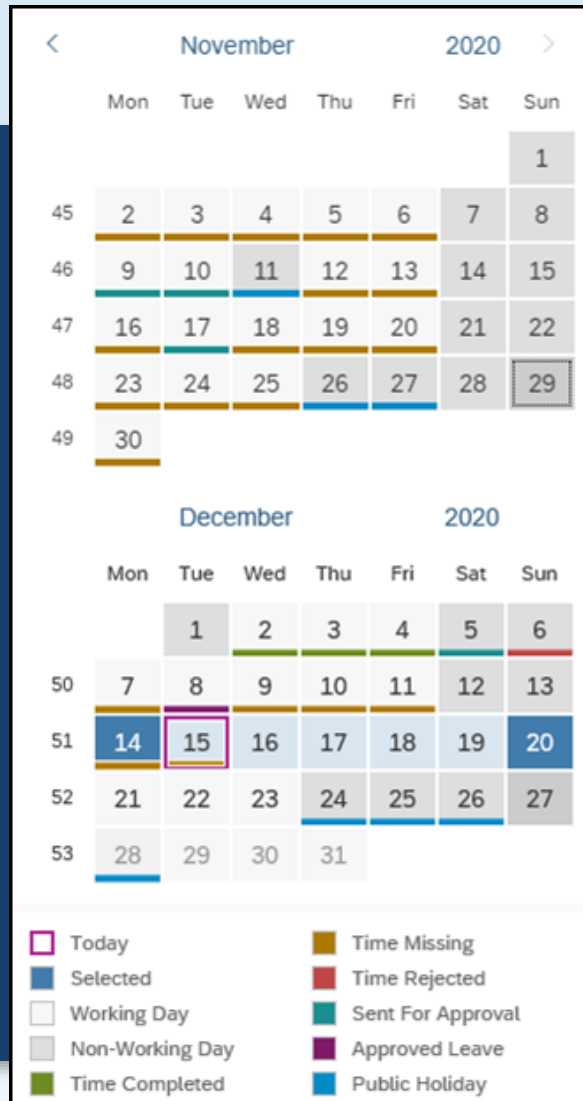 November 2020
Mon Tue Wed Thu Fri Sat Sun
1
45 2 3 4 5 6 7 8
46 9 10 11 12 13 14 15
47 16 17 18 19 20 21 22
48 23 24 25 26 27 28 29
49 30
December 2020
Mon Tue Wed Thu Fri Sat Sun
1 2 3 4 5 6
50 7 8 9 10 11 12 13
51 14 15 16 17 18 19 20
52 21 22 23 24 25 26 27
53 28 29 30 31
Today Time Missing
Selected Time Rejected
Working Day Sent For Approval
Non-Working Day Approved Leave
Time Completed Public Holiday